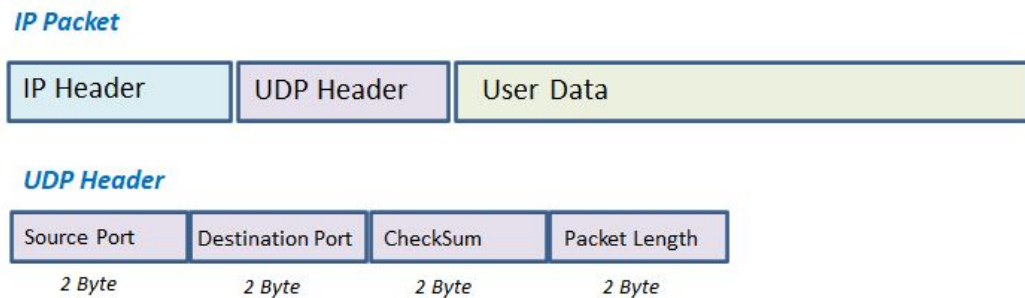 IP Packet
IP Header UDP Header User Data
UDP Header
Source Port Destination Port CheckSum Packet Length
2 Byte 2 Byte 2 Byte 2 Byte